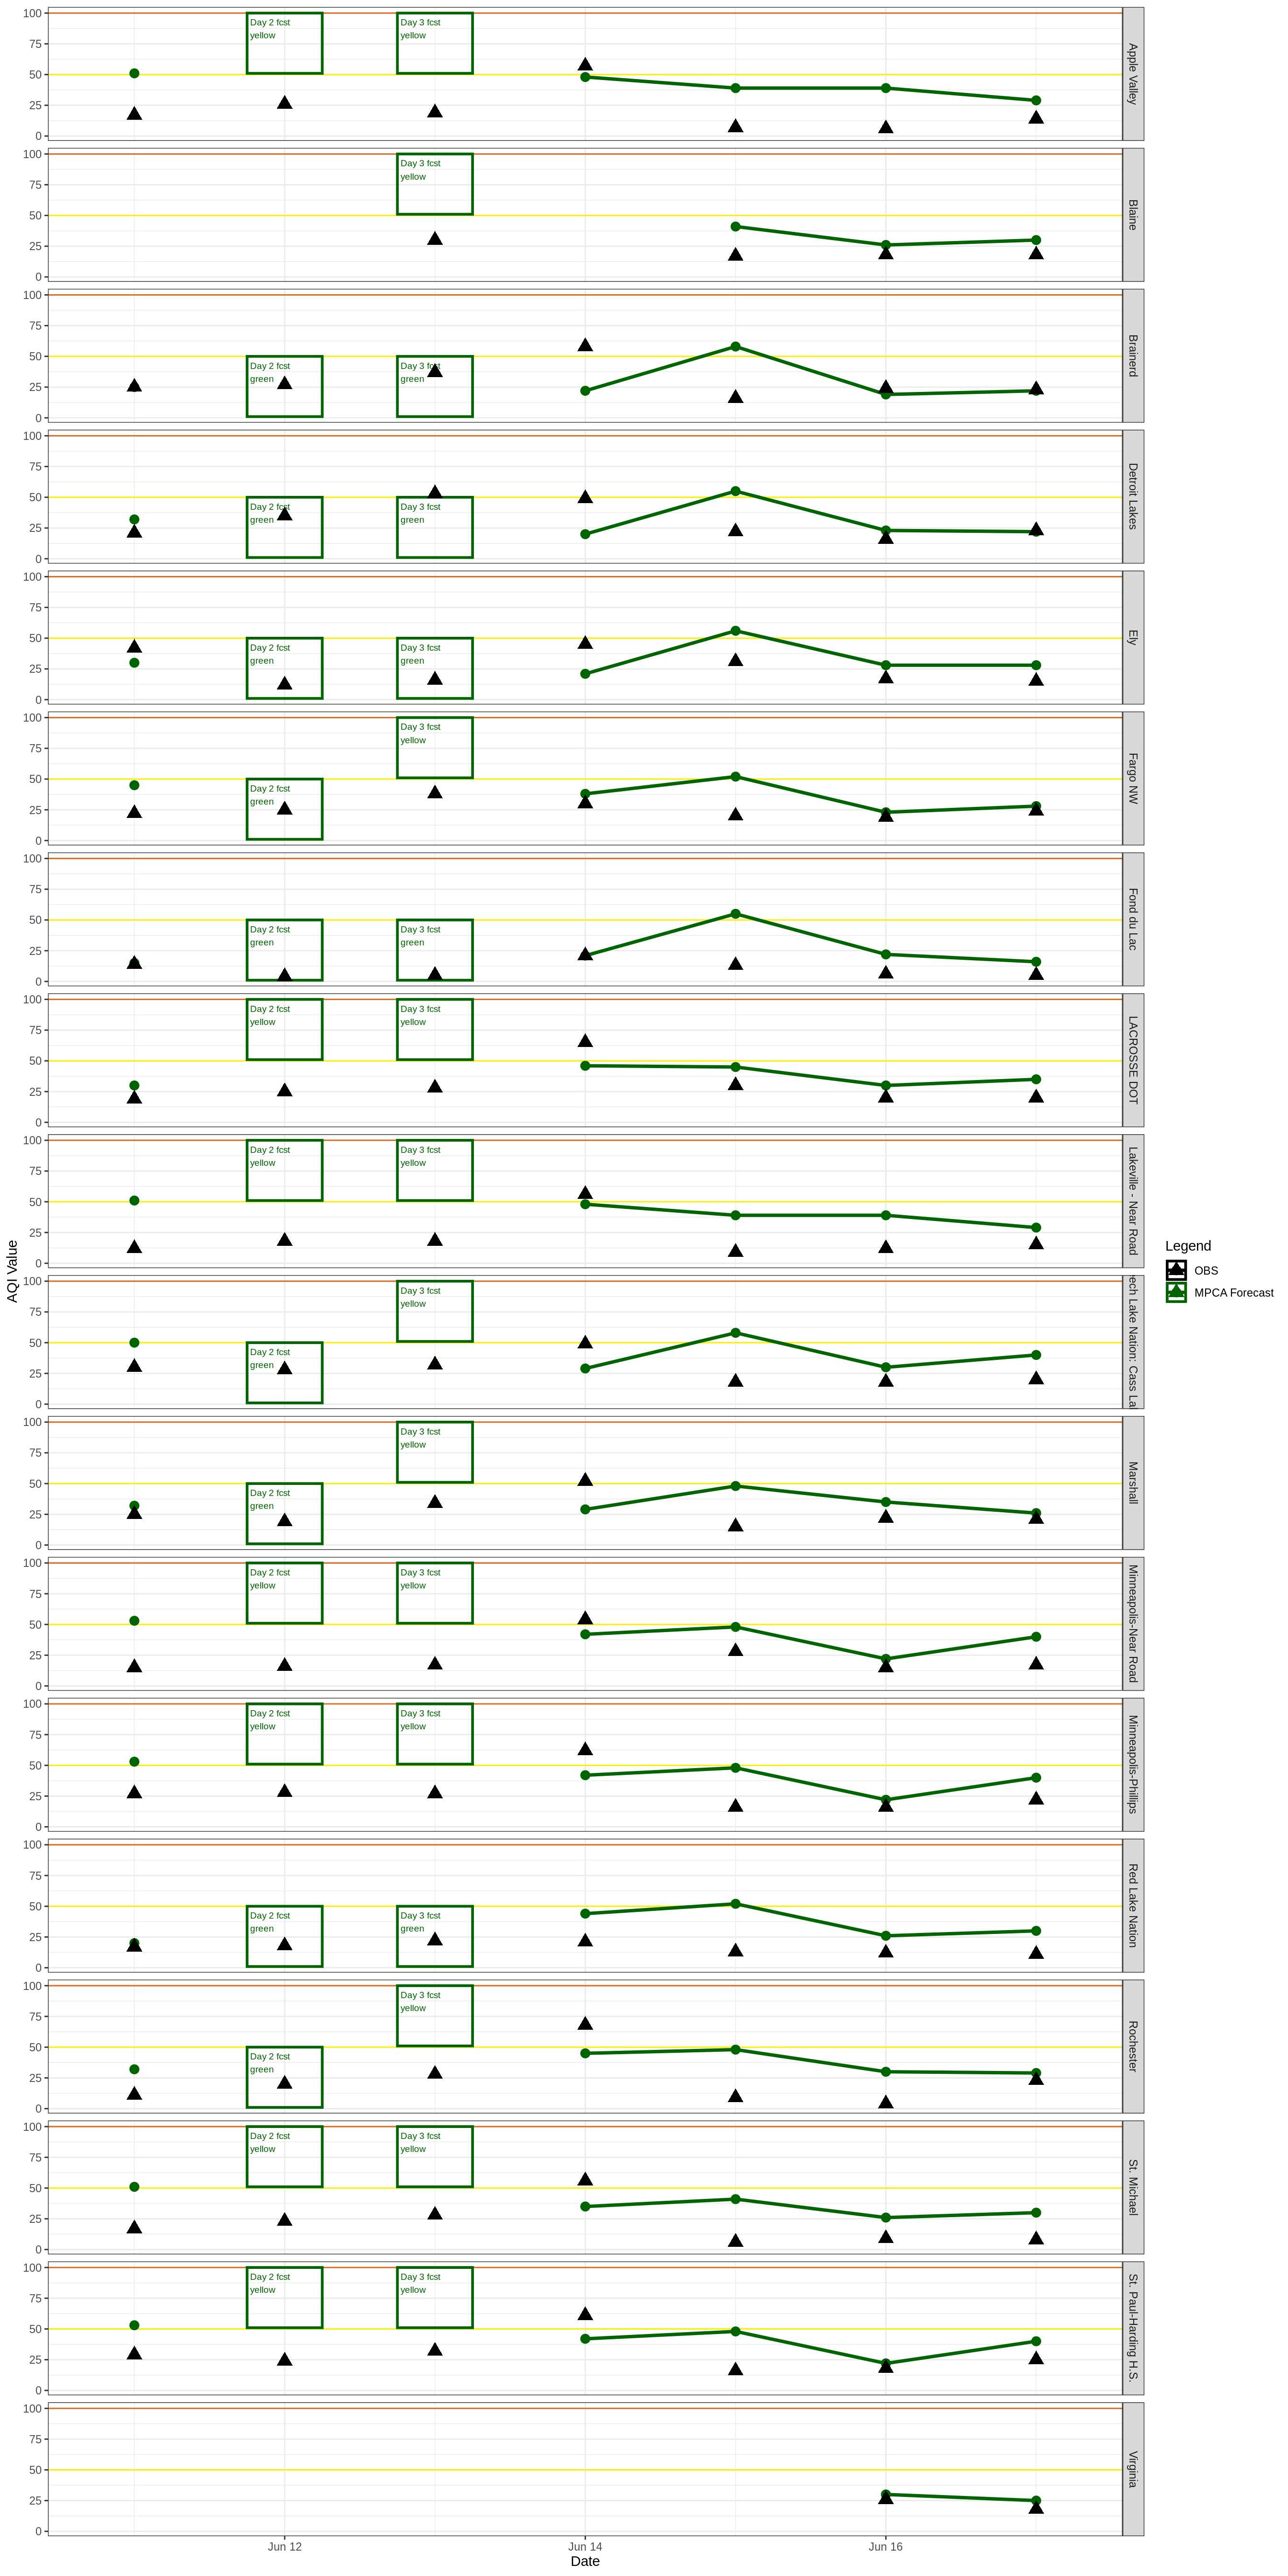 100
75
50
25
0
Day 2 fcst
yellow
Day 3 fcst
yellow
Apple Valley
100
75
50
25
0
Day 3 fcst
yellow
Blaine
100
75
50
25
0
Day 2 fcst
green
Day 3 fcst
green
Brainerd
100
75
50
25
0
Day 2 fcst
green
Day 3 fcst
green
Detroit Lakes
100
75
50
25
0
Day 2 fcst
green
Day 3 fcst
green
Ely
100
75
50
25
0
Day 2 fcst
green
Day 3 fcst
yellow
Fargo NW
100
75
50
25
0
Day 2 fcst
green
Day 3 fcst
green
Fond du Lac
100
75
50
25
0
Day 2 fcst
yellow
Day 3 fcst
yellow
LACROSSE DOT
100
75
50
25
0
Day 2 fcst
yellow
Day 3 fcst
yellow
Lakeville - Near Road
AQI Value
100
75
50
25
0
Day 2 fcst
green
Day 3 fcst
yellow
ech Lake Nation: Cass Lal
Legend
OBS
MPCA Forecast
100
75
50
25
0
Day 2 fcst
green
Day 3 fcst
yellow
Marshall
100
75
50
25
0
Day 2 fcst
yellow
Day 3 fcst
yellow
Minneapolis-Near Road
100
75
50
25
0
Day 2 fcst
yellow
Day 3 fcst
yellow
Minneapolis-Phillips
100
75
50
25
0
Day 2 fcst
green
Day 3 fcst
green
Red Lake Nation
100
75
50
25
0
Day 2 fcst
green
Day 3 fcst
yellow
Rochester
100
75
50
25
0
Day 2 fcst
yellow
Day 3 fcst
yellow
St. Michael
100
75
50
25
0
Day 2 fcst
yellow
Day 3 fcst
yellow
St. Paul-Harding H.S.
100
75
50
25
0
Virginia
Jun 12
Jun 14
Jun 16
Date